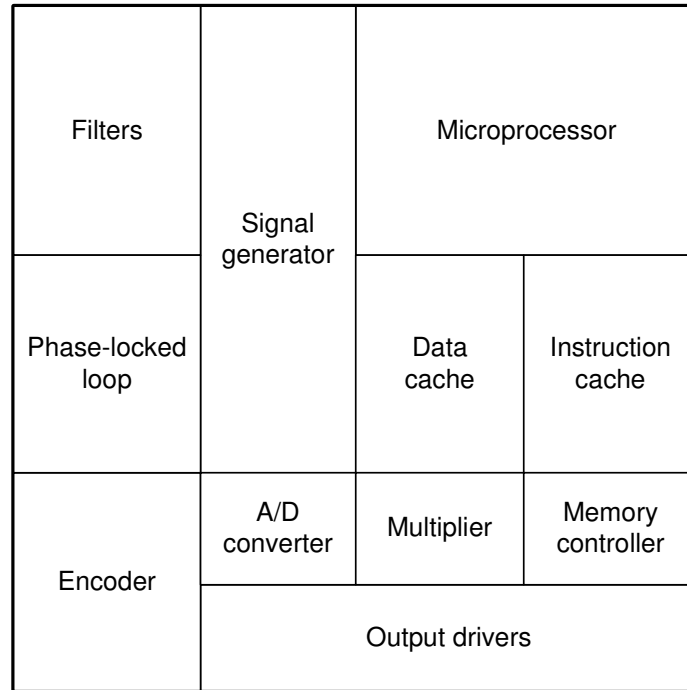 Filters
Signal
generator
Microprocessor
Phase-locked
loop
Data
cache
Instruction
cache
Encoder
A/D
converter
Multiplier
Memory
controller
Output drivers